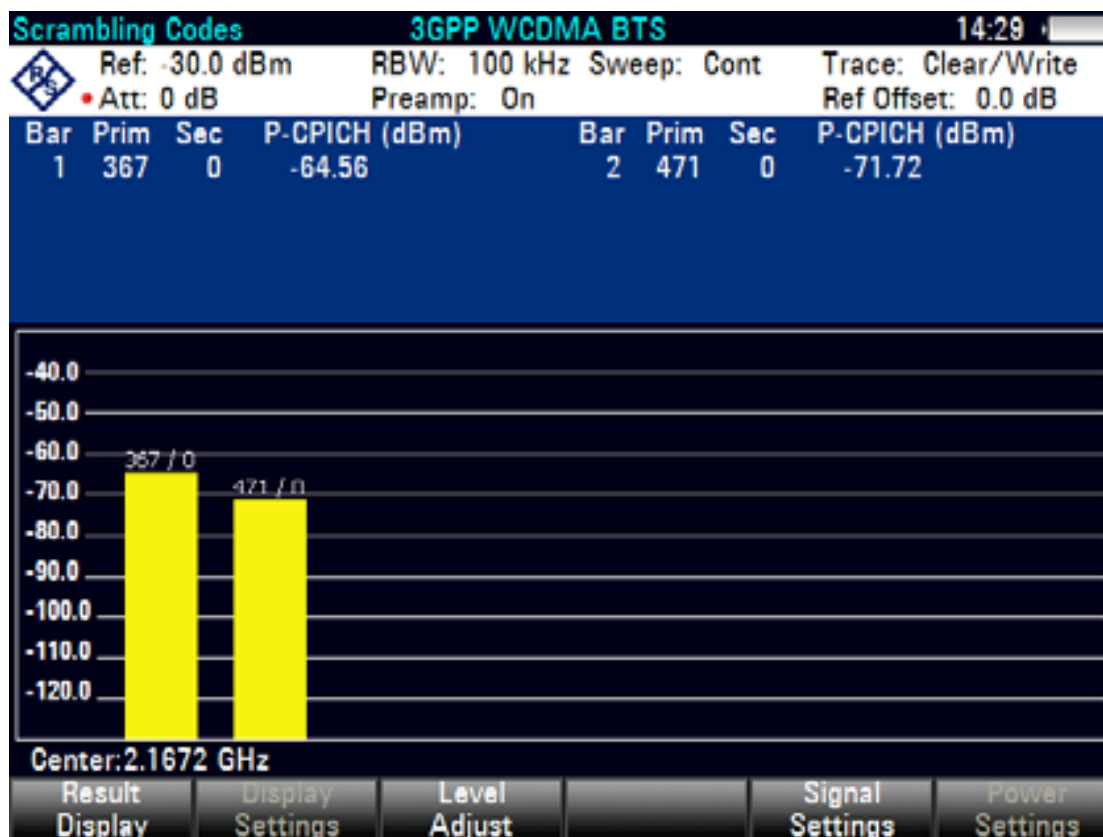 Scrambling Codes 3GPP WCDMA BTS 14:29
R S Ref: -30.0 dBm RBW: 100 kHz Sweep: Cont Trace: Clear/Write
Att: 0 dB Preamp: On Ref Offset: 0.0 dB
Bar Prim Sec P-CPICH (dBm) Bar Prim Sec P-CPICH (dBm)
1 367 0 -64.56 2 471 0 -71.72
-40.0
-50.0
-60.0
367 / 0
-70.0
471 / 0
-80.0
-90.0
-100.0
-110.0
-120.0
Center:2.1672 GHz
Result Display Level Signal Power
Display Settings Adjust Settings Settings